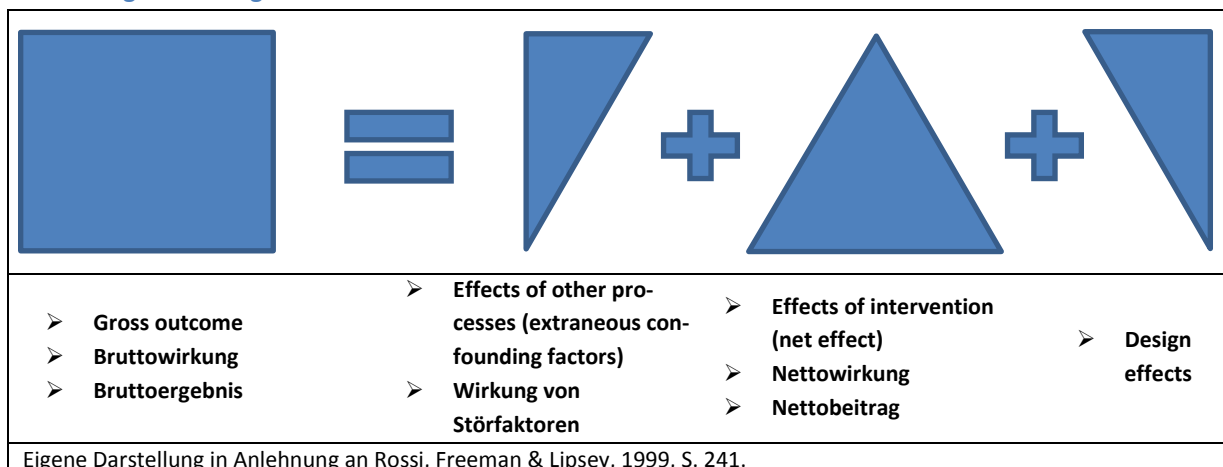 ➢ Gross outcome
➢ Bruttowirkung
➢ Bruttoergebnis
➢ Effects of other pro-
cesses (extraneous con-
founding factors)
➢ Wirkung von
Störfaktoren
➢ Effects of intervention
(net effect)
➢ Nettowirkung
➢ Nettobeitrag
➢ Design
effects
Eigene Darstellung in Anlehnung an Rossi, Freeman & Lipsey, 1999, S. 241.